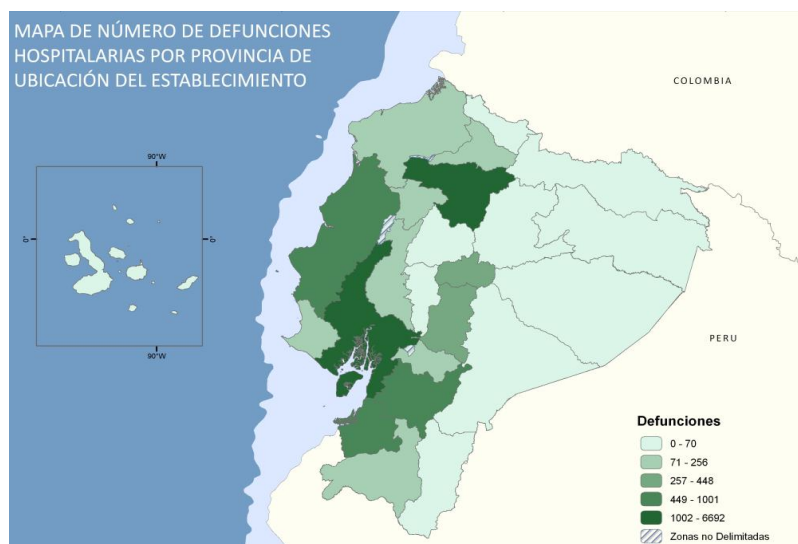 MAPA DE NÚMERO DE DEFUNCIONES
HOSPITALARIAS POR PROVINCIA DE
UBICACIÓN DEL ESTABLECIMIENTO
COLOMBIA
90°W
0°
0°
90°W
PERU
Defunciones
0 - 70
71 - 256
257 - 448
449 - 1001
1002 - 6692
Zonas no Delimitadas